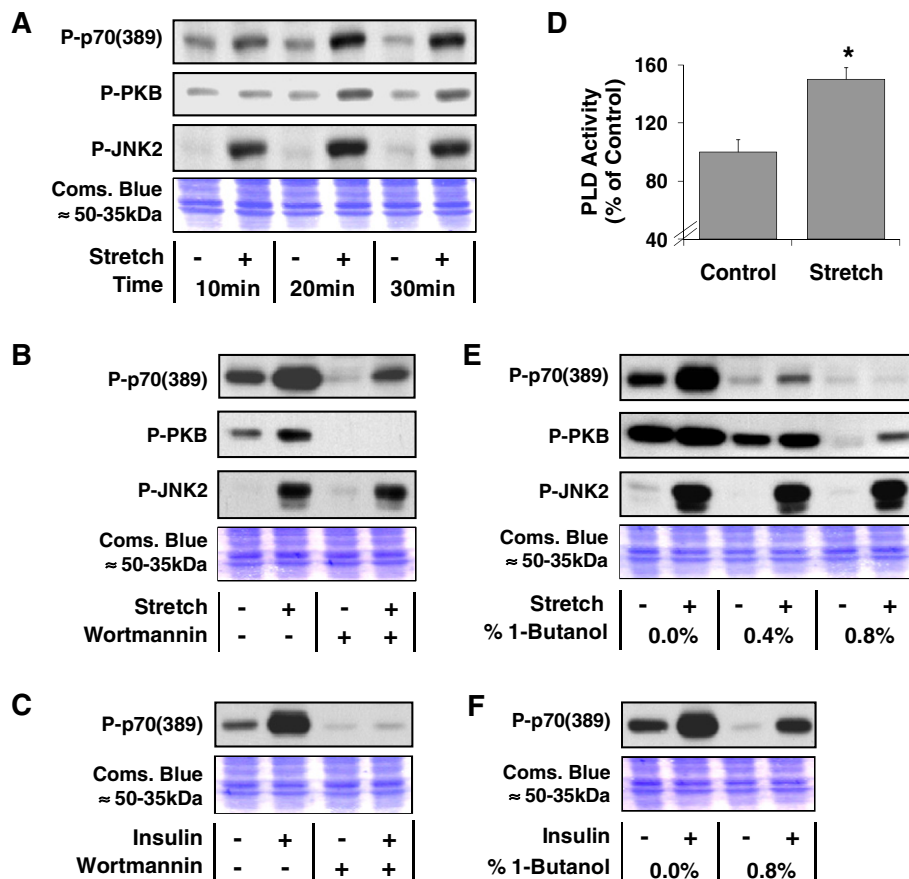 A
P-p70(389)
P-PKB
P-JNK2
Coms. Blue
≈ 50-35kDa
Stretch - + - + - +
Time 10min 20min 30min
D
PLD Activity
(% of Control)
160
120
80
40
*
Control Stretch
B
P-p70(389)
P-PKB
P-JNK2
Coms. Blue
≈ 50-35kDa
Stretch - + - +
Wortmannin - - + +
E
P-p70(389)
P-PKB
P-JNK2
Coms. Blue
≈ 50-35kDa
Stretch - + - + - +
% 1-Butanol 0.0% 0.4% 0.8%
C
P-p70(389)
Coms. Blue
≈ 50-35kDa
Insulin - + - +
Wortmannin - - + +
F
P-p70(389)
Coms. Blue
≈ 50-35kDa
Insulin - + - +
% 1-Butanol 0.0% 0.8%